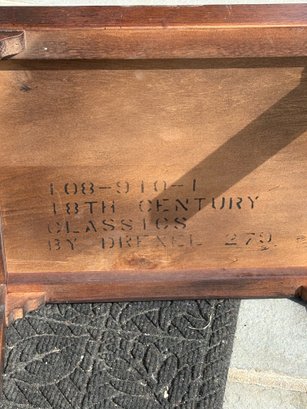 108-910-1
18TH CENTURY
CLASSICS
BY DREXEL 279